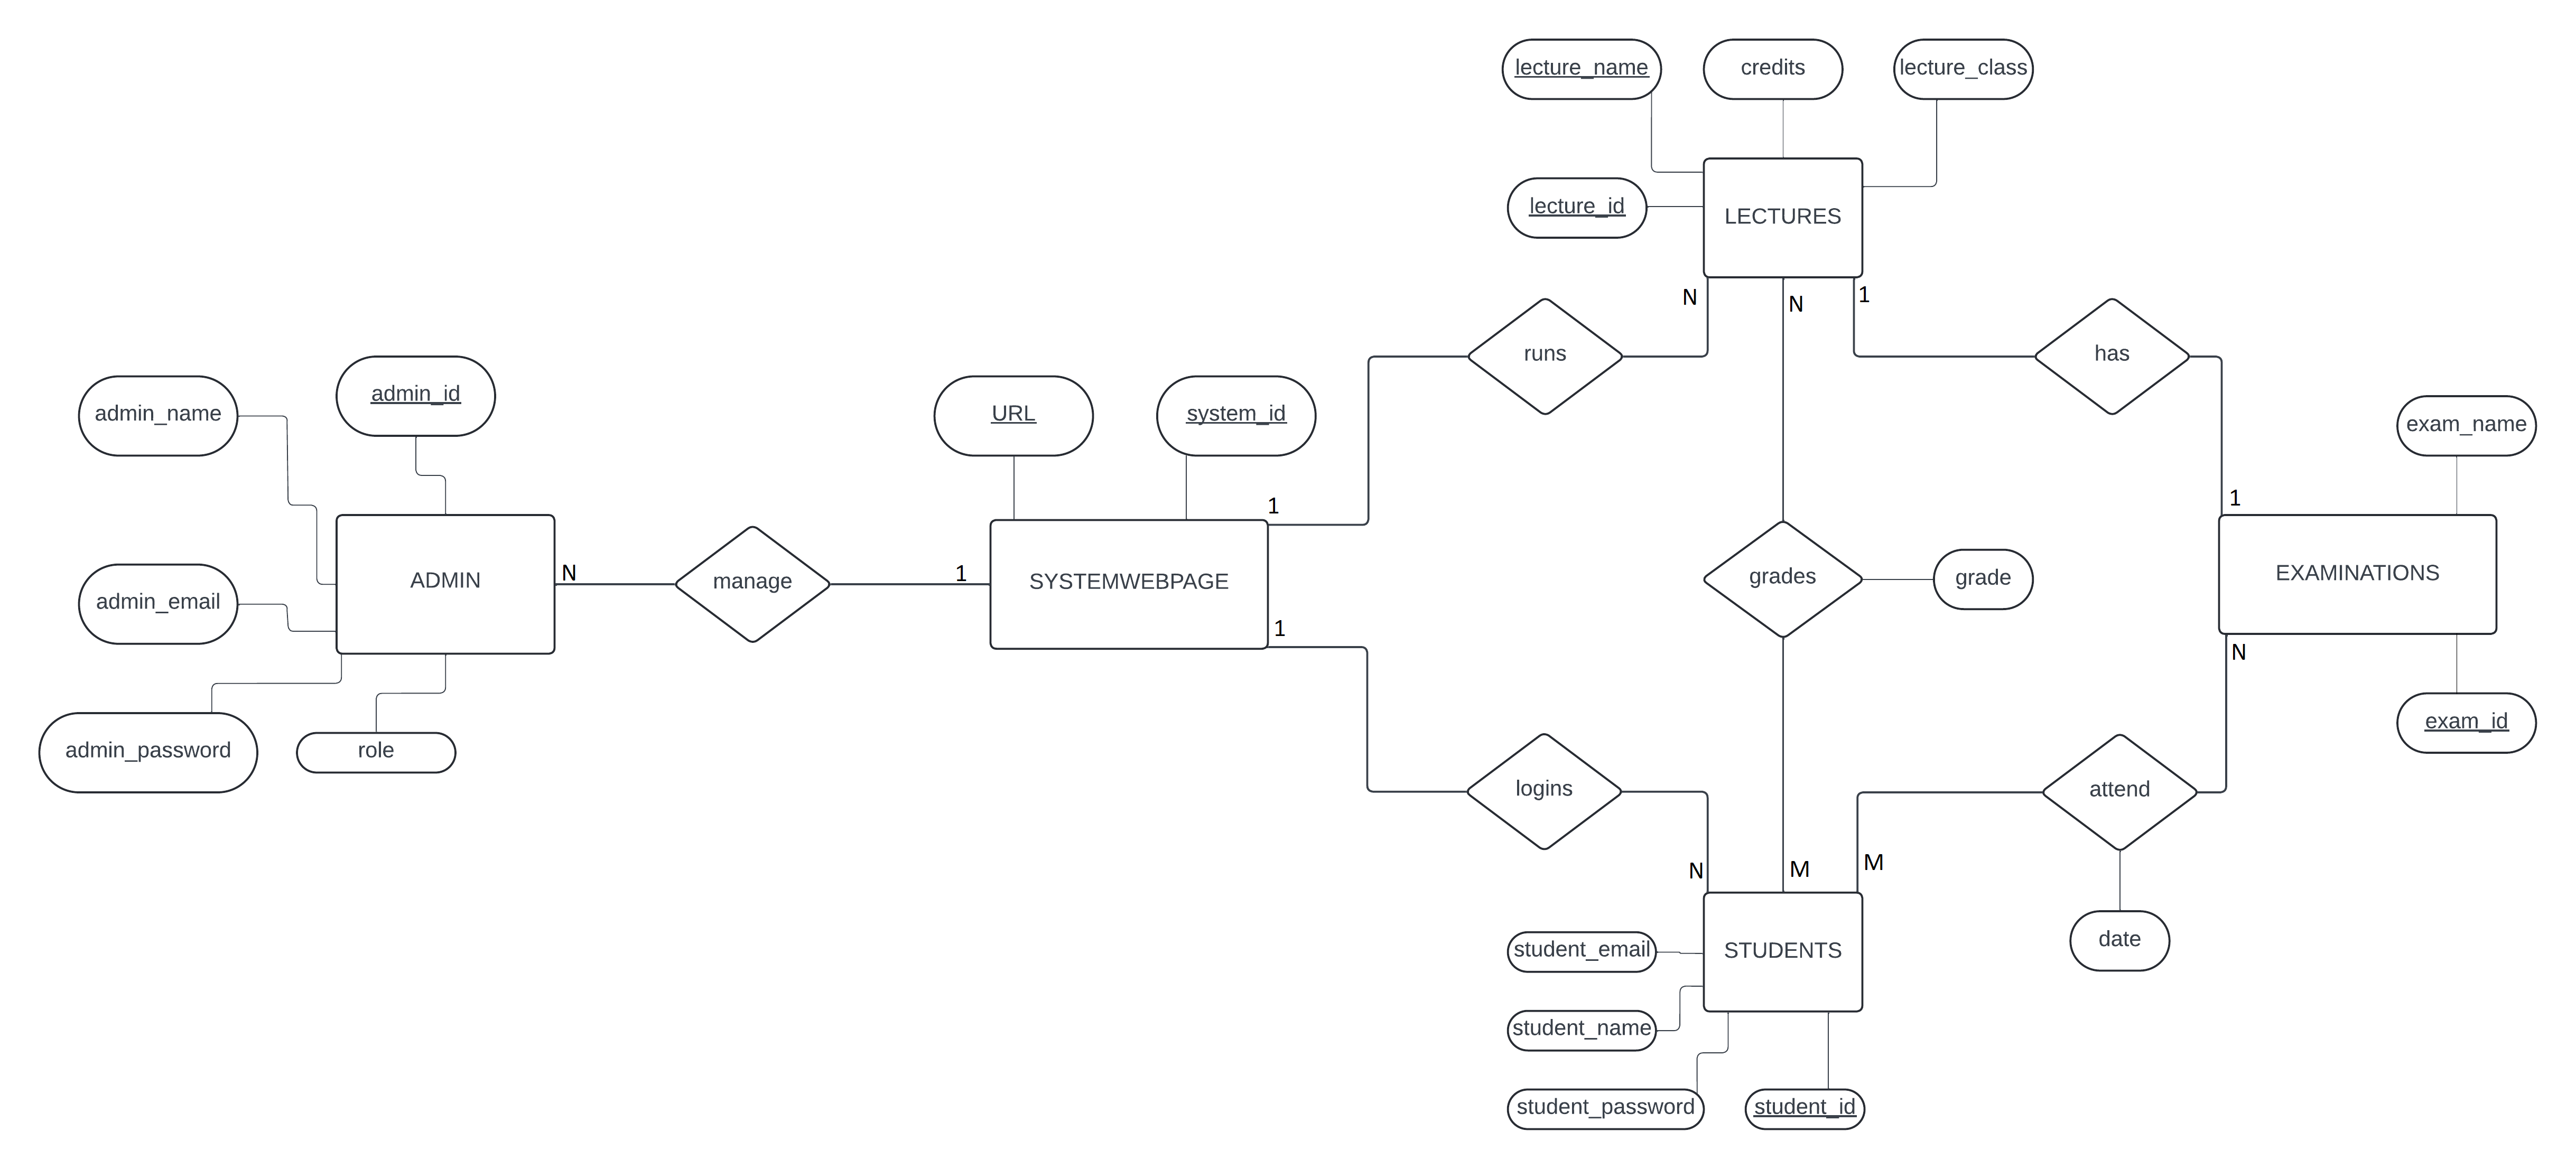 lecture_name
credits
lecture_class
lecture_id
LECTURES
N
N
1
runs
has
admin_name
admin_id
URL
system_id
exam_name
1
1
ADMIN
N
manage
1
SYSTEMWEBPAGE
grades
grade
EXAMINATIONS
admin_email
1
N
admin_password
role
exam_id
logins
attend
N
M
M
student_email
STUDENTS
date
student_name
student_password
student_id